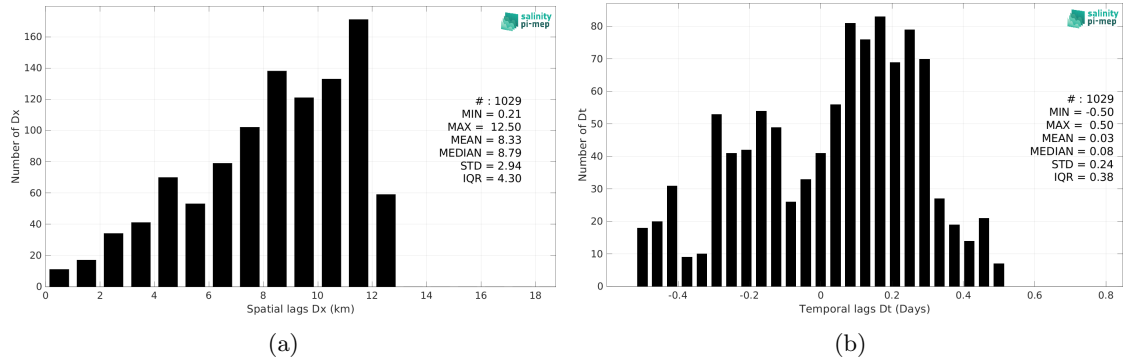 salinity
pi-mep
160
140
120
100
80
60
40
20
0
Number of Dx
# : 1029
MIN = 0.21
MAX = 12.50
MEAN = 8.33
MEDIAN = 8.79
STD = 2.94
IQR = 4.30
0 2 4 6 8 10 12 14 16 18
Spatial lags Dx (km)
(a)
salinity
pi-mep
80
70
60
50
40
30
20
10
0
Number of Dt
# : 1029
MIN = -0.50
MAX = 0.50
MEAN = 0.03
MEDIAN = 0.08
STD = 0.24
IQR = 0.38
-0.4 -0.2 0 0.2 0.4 0.6 0.8
Temporal lags Dt (Days)
(b)